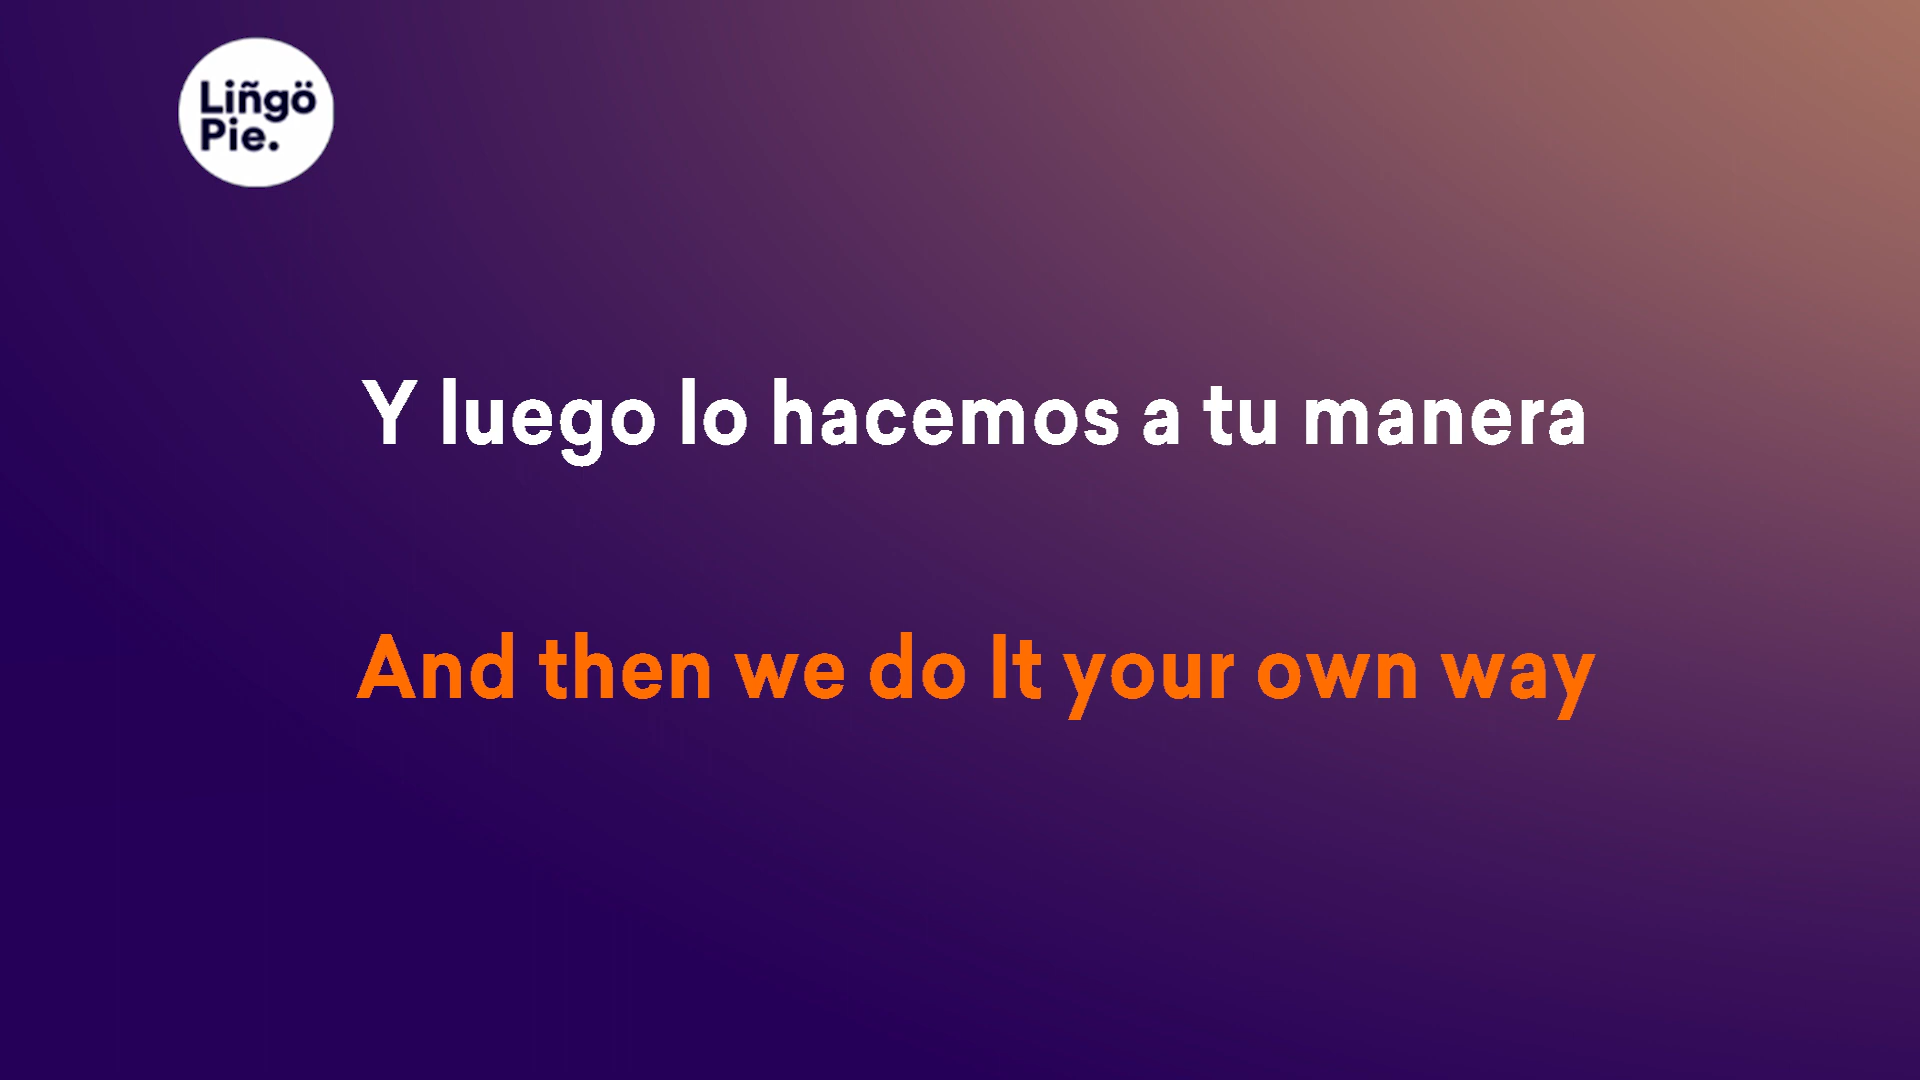 Liñgö
Pie.
Y luego lo hacemos a tu manera
And then we do It your own way